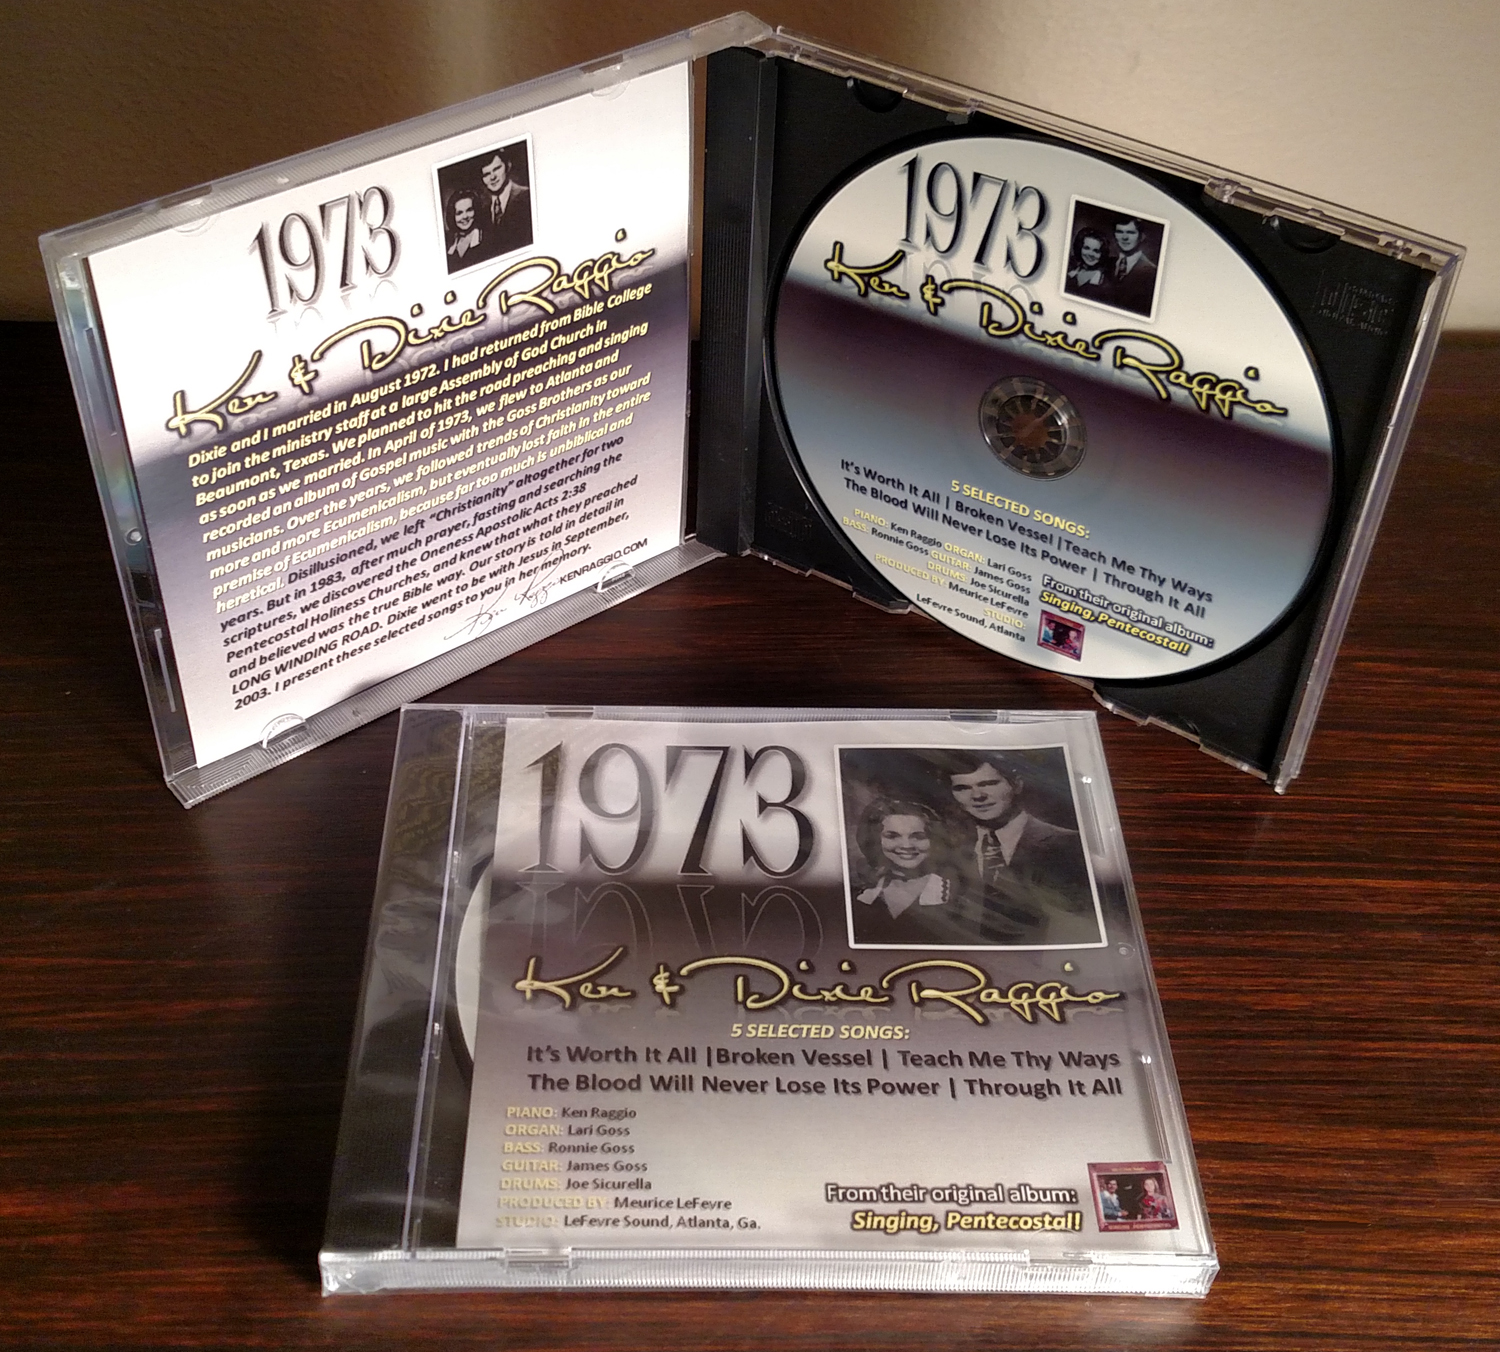 1973
Ken & Dixie Raggio
Dixie and I married in August 1972. I had returned from Bible College
to join the ministry staff at a large Assembly of God Church in
Beaumont, Texas. We planned to hit the road preaching and singing
as soon as we married. In April of 1973, we flew to Atlanta and
recorded an album of Gospel music with the Goss Brothers as our
musicians. Over the years, we followed trends of Christianity toward
more and more Ecumenicalism, but eventually lost faith in the entire
premise of Ecumenicalism, because far too much is unbiblical and
heretical. Disillusioned, we left "Christianity" altogether for two
years. But in 1983, after much prayer, fasting and searching the
scriptures, we discovered the Oneness Apostolic Acts 2:38
Pentecostal Holiness Churches, and knew that what they preached
and believed was the true Bible way. Our story is told in detail in
LONG WINDING ROAD. Dixie went to be with Jesus in September,
2003. I present these selected songs to you in her memory.
KENRAGGIO.COM
1973
Ken & Dixie Raggio
5 SELECTED SONGS:
It's Worth It All | Broken Vessel | Teach Me Thy Ways
The Blood Will Never Lose Its Power | Through It All
PIANO: Ken Raggio ORGAN: Lari Goss
BASS: Ronnie Goss GUITAR: James Goss
DRUMS: Joe Sicurella
PRODUCED BY: Meurice LeFevre
STUDIO:
LeFevre Sound, Atlanta
From their original album:
Singing, Pentecostal!
1973
Ken & Dixie Raggio
5 SELECTED SONGS:
It's Worth It All | Broken Vessel | Teach Me Thy Ways
The Blood Will Never Lose Its Power | Through It All
PIANO: Ken Raggio
ORGAN: Lari Goss
BASS: Ronnie Goss
GUITAR: James Goss
DRUMS: Joe Sicurella
PRODUCED BY: Meurice LeFevre
STUDIO: LeFevre Sound, Atlanta, Ga.
From their original album:
Singing, Pentecostal!